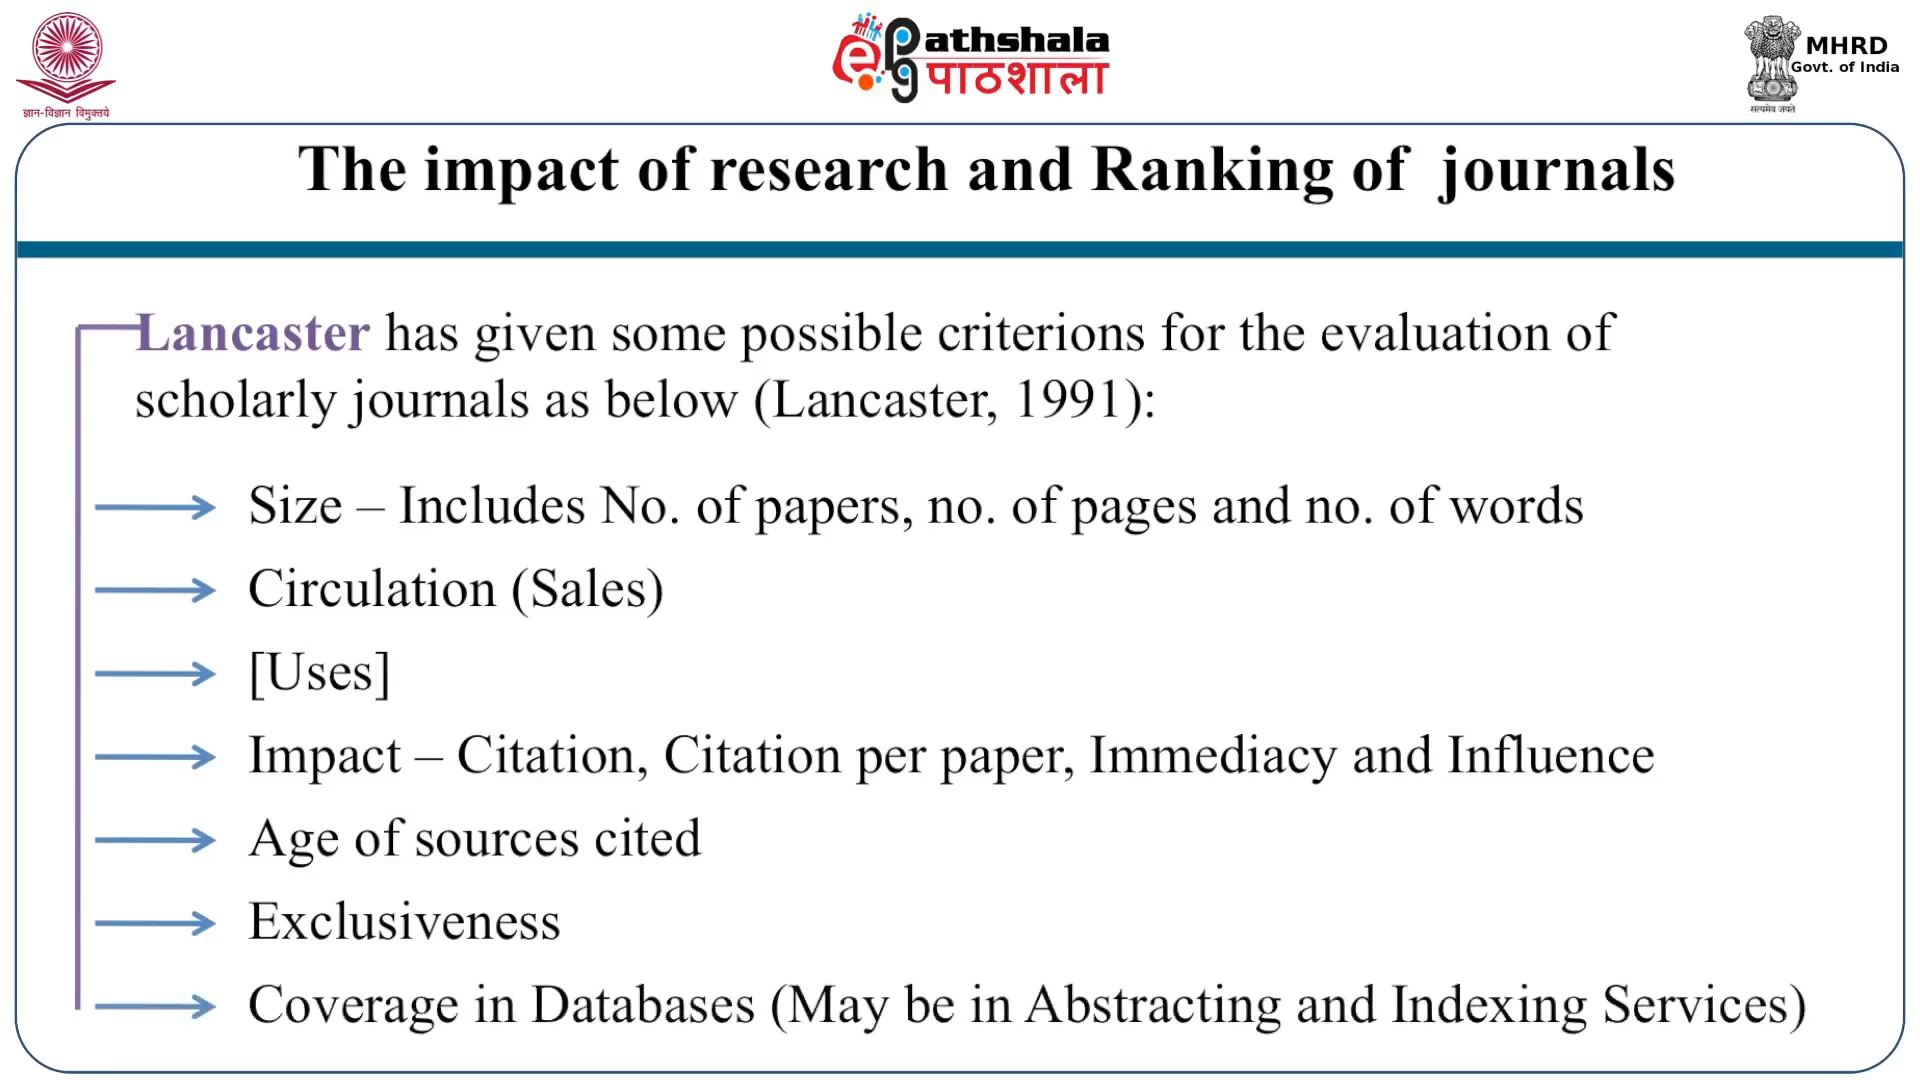 ज्ञान-विज्ञान विमुक्तये
e Pg athshala
पाठशाला
MHRD
Govt. of India
सत्यमेव जयते
The impact of research and Ranking of journals
Lancaster has given some possible criterions for the evaluation of
scholarly journals as below (Lancaster, 1991):
Size – Includes No. of papers, no. of pages and no. of words
Circulation (Sales)
[Uses]
Impact – Citation, Citation per paper, Immediacy and Influence
Age of sources cited
Exclusiveness
Coverage in Databases (May be in Abstracting and Indexing Services)